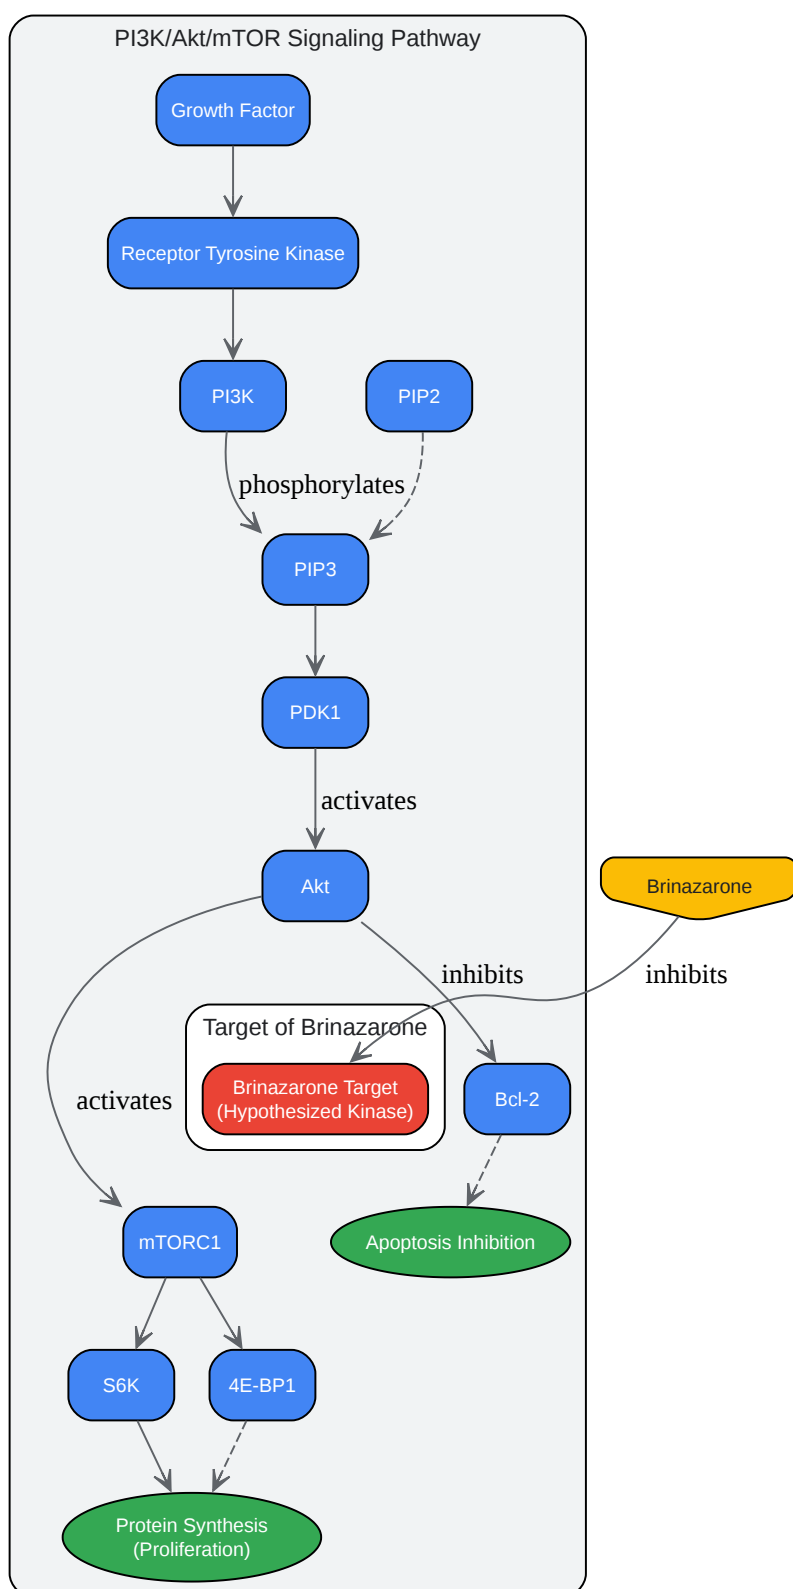 PI3K/Akt/mTOR Signaling Pathway
Growth Factor
Receptor Tyrosine Kinase
PI3K
PIP2
phosphorylates
PIP3
PDK1
activates
Akt
Brinazarone
inhibits
inhibits
Target of Brinazarone
Brinazarone Target
(Hypothesized Kinase)
Bcl-2
activates
mTORC1
Apoptosis Inhibition
S6K
4E-BP1
Protein Synthesis
(Proliferation)